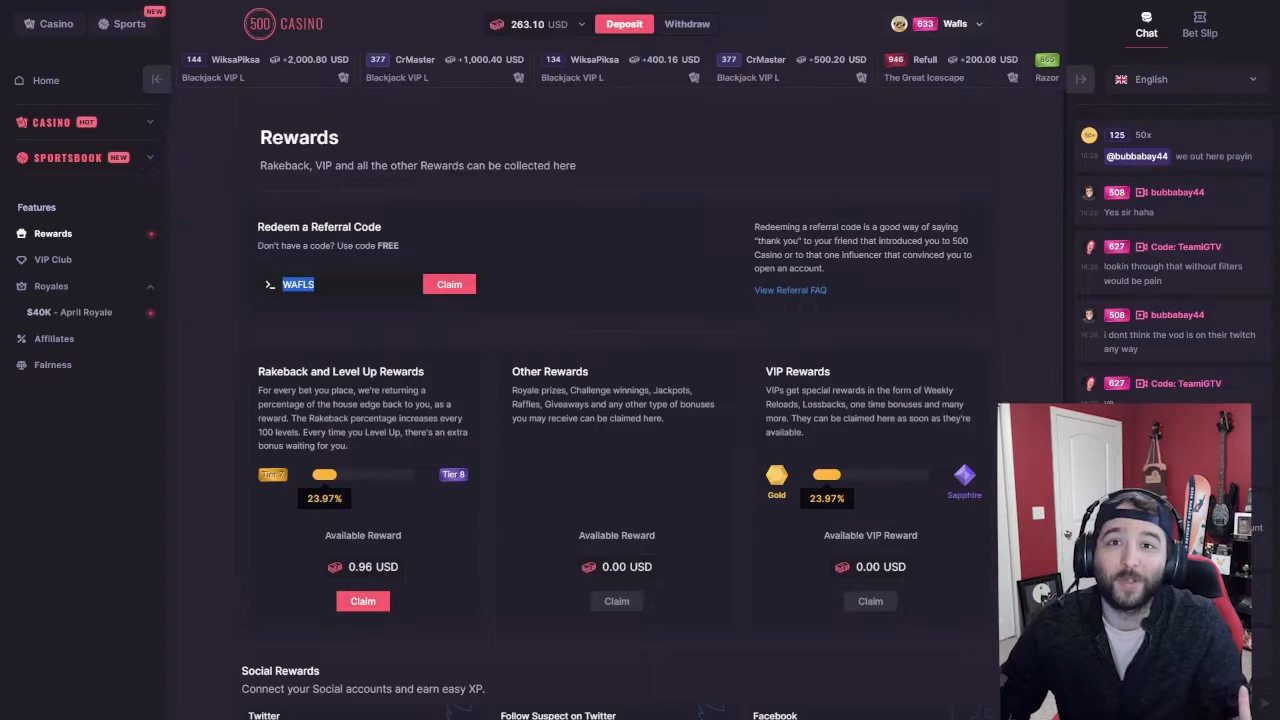 Casino
Sports
NEW
500 CASINO
263.10 USD
Deposit
Withdraw
633 Wafls
Chat
Bet Slip
144 WiksaPiksa +2,000.80 USD
Blackjack VIP L
377 CrMaster +1,000.40 USD
Blackjack VIP L
134 WiksaPiksa +400.16 USD
Blackjack VIP L
377 CrMaster +500.20 USD
Blackjack VIP L
946 Refull +200.08 USD
The Great Icescape
865
Razor
English
Home
CASINO HOT
SPORTSBOOK NEW
Features
Rewards
VIP Club
Royales
$40K - April Royale
Affiliates
Fairness
Rewards
Rakeback, VIP and all the other Rewards can be collected here
Redeem a Referral Code
Don't have a code? Use code FREE
>_ WAFLS
Claim
Redeeming a referral code is a good way of saying
"thank you" to your friend that introduced you to 500
Casino or to that one influencer that convinced you to
open an account.
View Referral FAQ
Rakeback and Level Up Rewards
For every bet you place, we're returning a
percentage of the house edge back to you, as a
reward. The Rakeback percentage increases every
100 levels. Every time you Level Up, there's an extra
bonus waiting for you.
Tier 7
Tier 8
23.97%
Available Reward
0.96 USD
Claim
Other Rewards
Royale prizes, Challenge winnings, Jackpots,
Raffles, Giveaways and any other type of bonuses
you may receive can be claimed here.
Available Reward
0.00 USD
Claim
VIP Rewards
VIPs get special rewards in the form of Weekly
Reloads, Lossbacks, one time bonuses and many
more. They can be claimed here as soon as they're
available.
Gold
Sapphire
23.97%
Available VIP Reward
0.00 USD
Claim
Social Rewards
Connect your Social accounts and earn easy XP.
Twitter
Follow Suspect on Twitter
Facebook
50x 125 50x
@bubbabay44 we out here prayin
508 bubbabay44
Yes sir haha
627 Code: TeamiGTV
lookin through that without filters
would be pain
508 bubbabay44
i dont think the vod is on their twitch
any way
627 Code: TeamiGTV